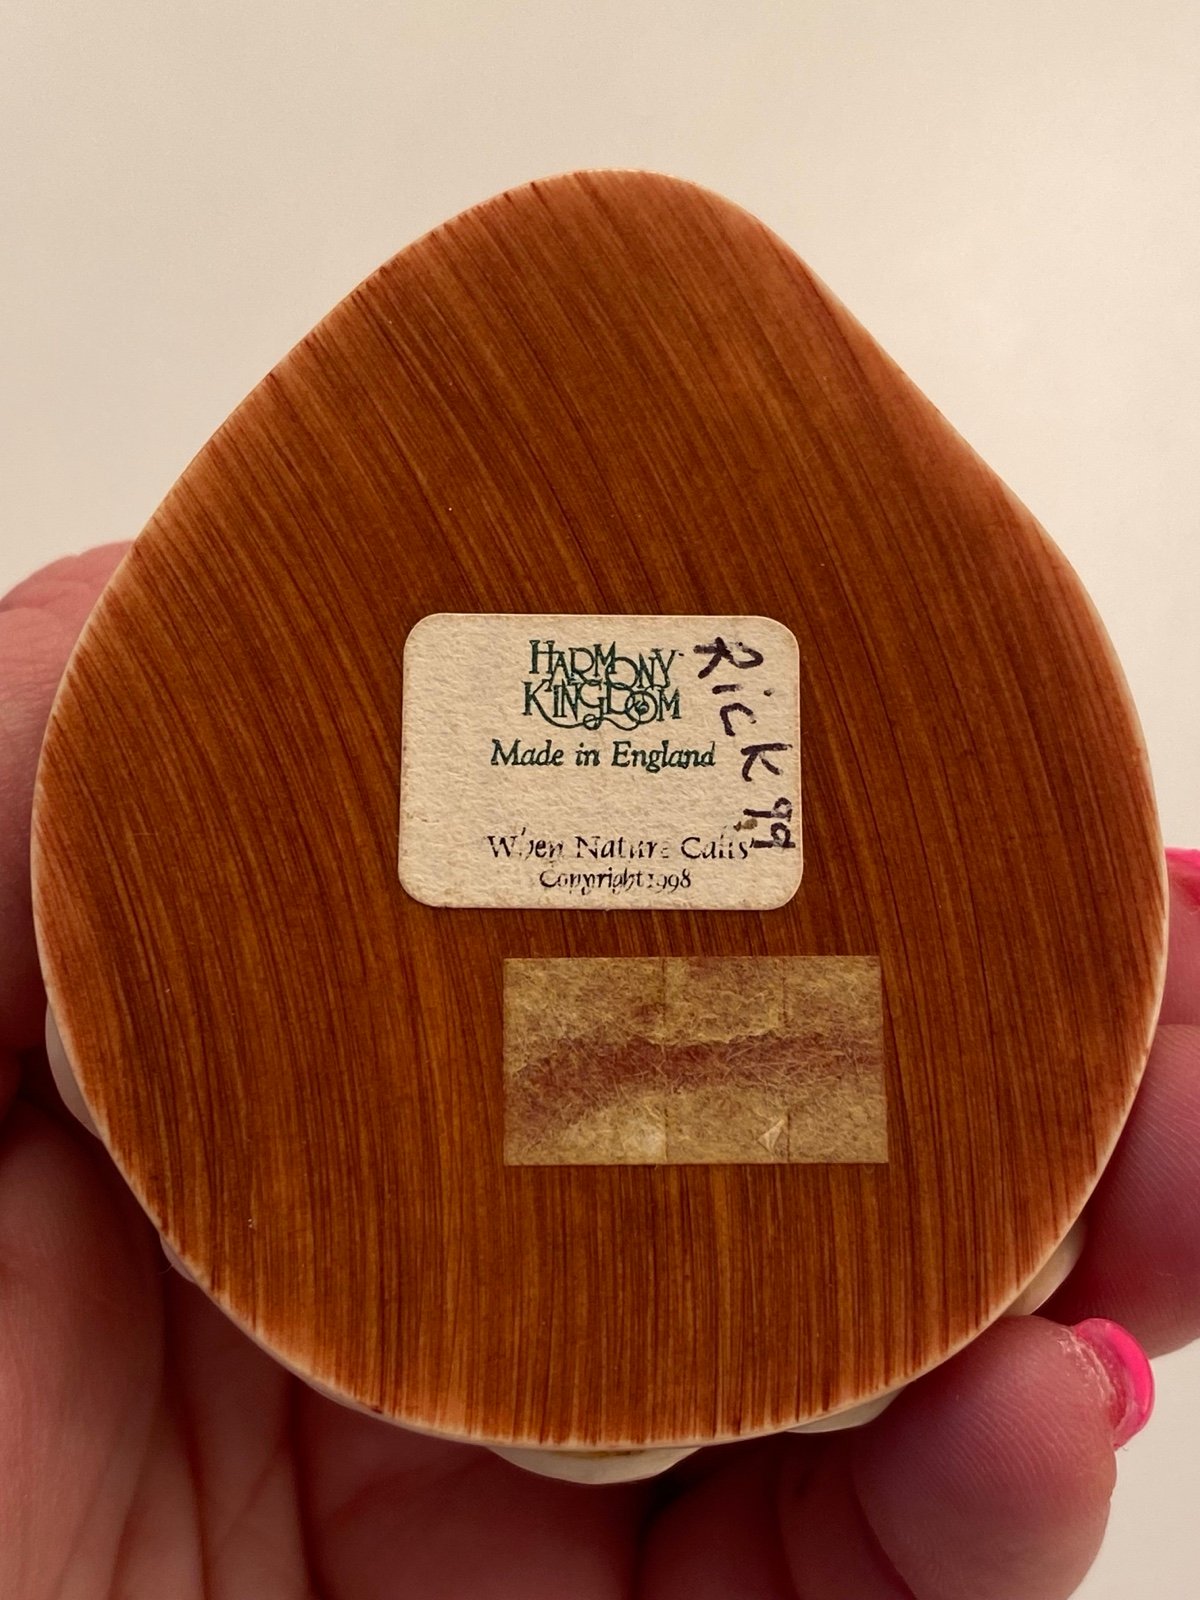 HARMONY
KINGDOM
Made in England
When Nature Calls
Copyright 1998
Rick 99